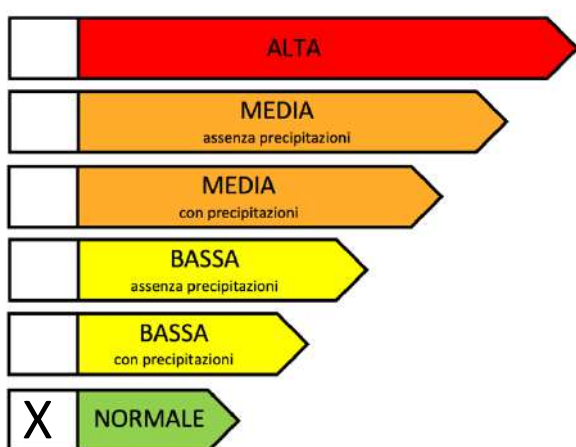 ALTA
MEDIA
assenza precipitazioni
MEDIA
con precipitazioni
BASSA
assenza precipitazioni
BASSA
con precipitazioni
X NORMALE